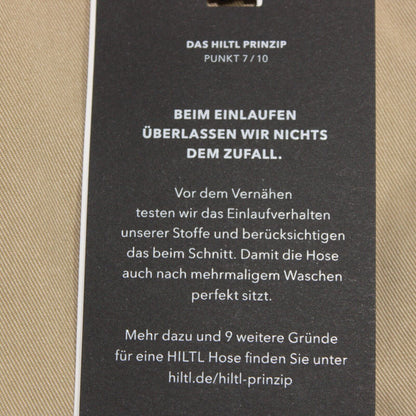 DAS HILTL PRINZIP
PUNKT 7 / 10
BEIM EINLAUFEN
ÜBERLASSEN WIR NICHTS
DEM ZUFALL.
Vor dem Vernähen
testen wir das Einlaufverhalten
unserer Stoffe und berücksichtigen
das beim Schnitt. Damit die Hose
auch nach mehrmaligem Waschen
perfekt sitzt.
Mehr dazu und 9 weitere Gründe
für eine HILTL Hose finden Sie unter
hiltl.de/hiltl-prinzip